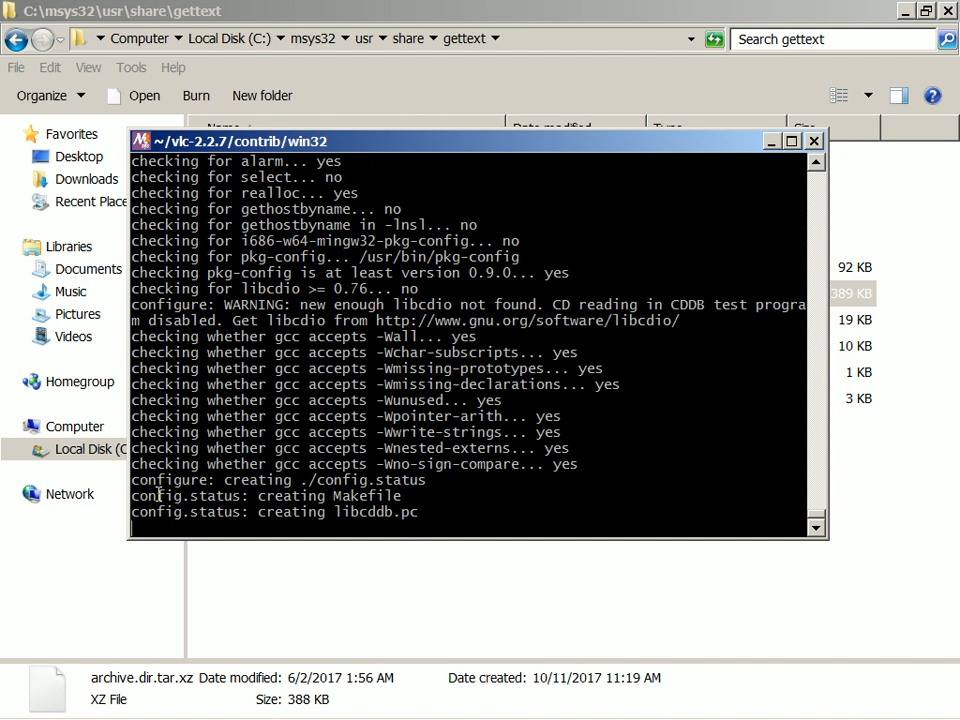 C:\msys32\usr\share\gettext
Computer Local Disk (C:) msys32 usr share gettext
Search gettext
File Edit View Tools Help
Organize Open Burn New folder
Favorites
Desktop
Downloads
Recent Place
Libraries
Documents
Music
Pictures
Videos
Homegroup
Computer
Local Disk (C
Network
~/vlc-2.2.7/contrib/win32
checking for alarm... yes
checking for select... no
checking for realloc... yes
checking for gethostbyname... no
checking for gethostbyname in -lnsl... no
checking for i686-w64-mingw32-pkg-config... no
checking for pkg-config... /usr/bin/pkg-config
checking pkg-config is at least version 0.9.0... yes
checking for libcdio >= 0.76... no
configure: WARNING: new enough libcdio not found. CD reading in CDDB test progra
m disabled. Get libcdio from http://www.gnu.org/software/libcdio/
checking whether gcc accepts -Wall... yes
checking whether gcc accepts -Wchar-subscripts... yes
checking whether gcc accepts -Wmissing-prototypes... yes
checking whether gcc accepts -Wmissing-declarations... yes
checking whether gcc accepts -Wunused... yes
checking whether gcc accepts -Wpointer-arith... yes
checking whether gcc accepts -Wwrite-strings... yes
checking whether gcc accepts -Wnested-externs... yes
checking whether gcc accepts -Wno-sign-compare... yes
configure: creating ./config.status
config.status: creating Makefile
config.status: creating libcddb.pc
92 KB
389 KB
19 KB
10 KB
1 KB
3 KB
archive.dir.tar.xz Date modified: 6/2/2017 1:56 AM Date created: 10/11/2017 11:19 AM
XZ File Size: 388 KB